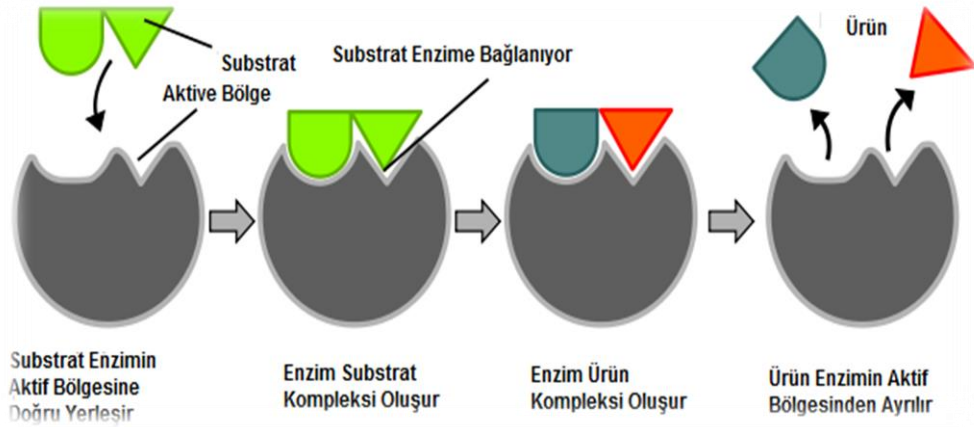 Substrat
Aktive Bölge
Substrat Enzime Bağlanıyor
Ürün
Substrat Enzimin
Aktif Bölgesine
Doğru Yerleşir
Enzim Substrat
Kompleksi Oluşur
Enzim Ürün
Kompleksi Oluşur
Ürün Enzimin Aktif
Bölgesinden Ayrılır